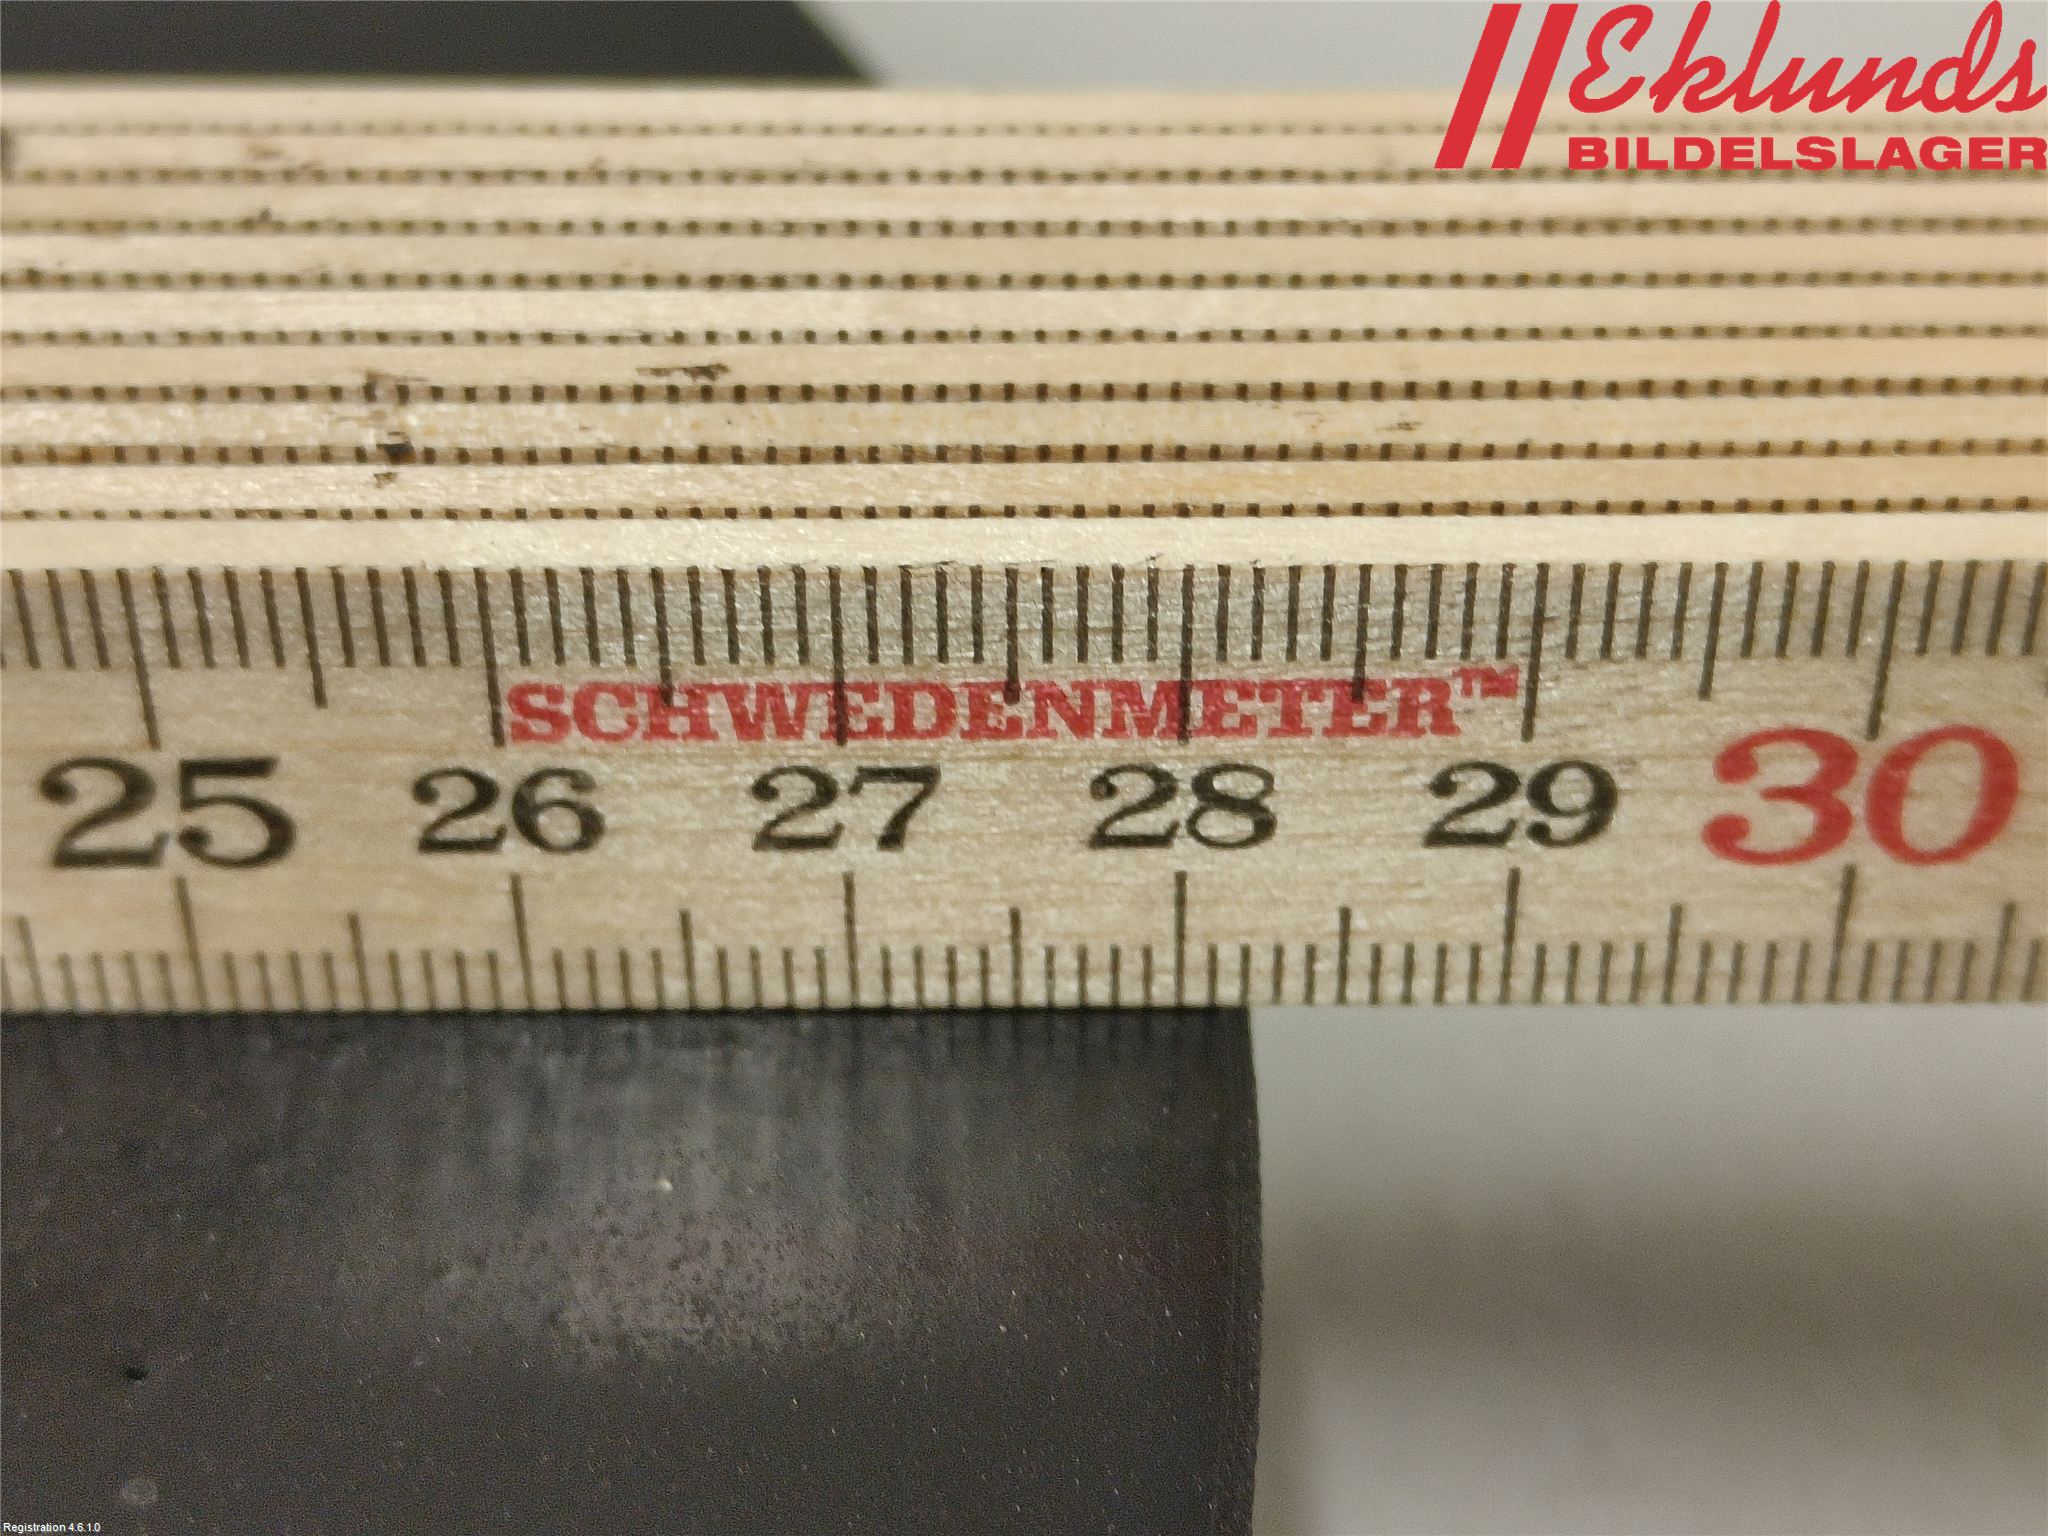 Eklunds
BILDELSLAGER
SCHWEDENMETER™
25 26 27 28 29 30
Registration 4.6.1.0